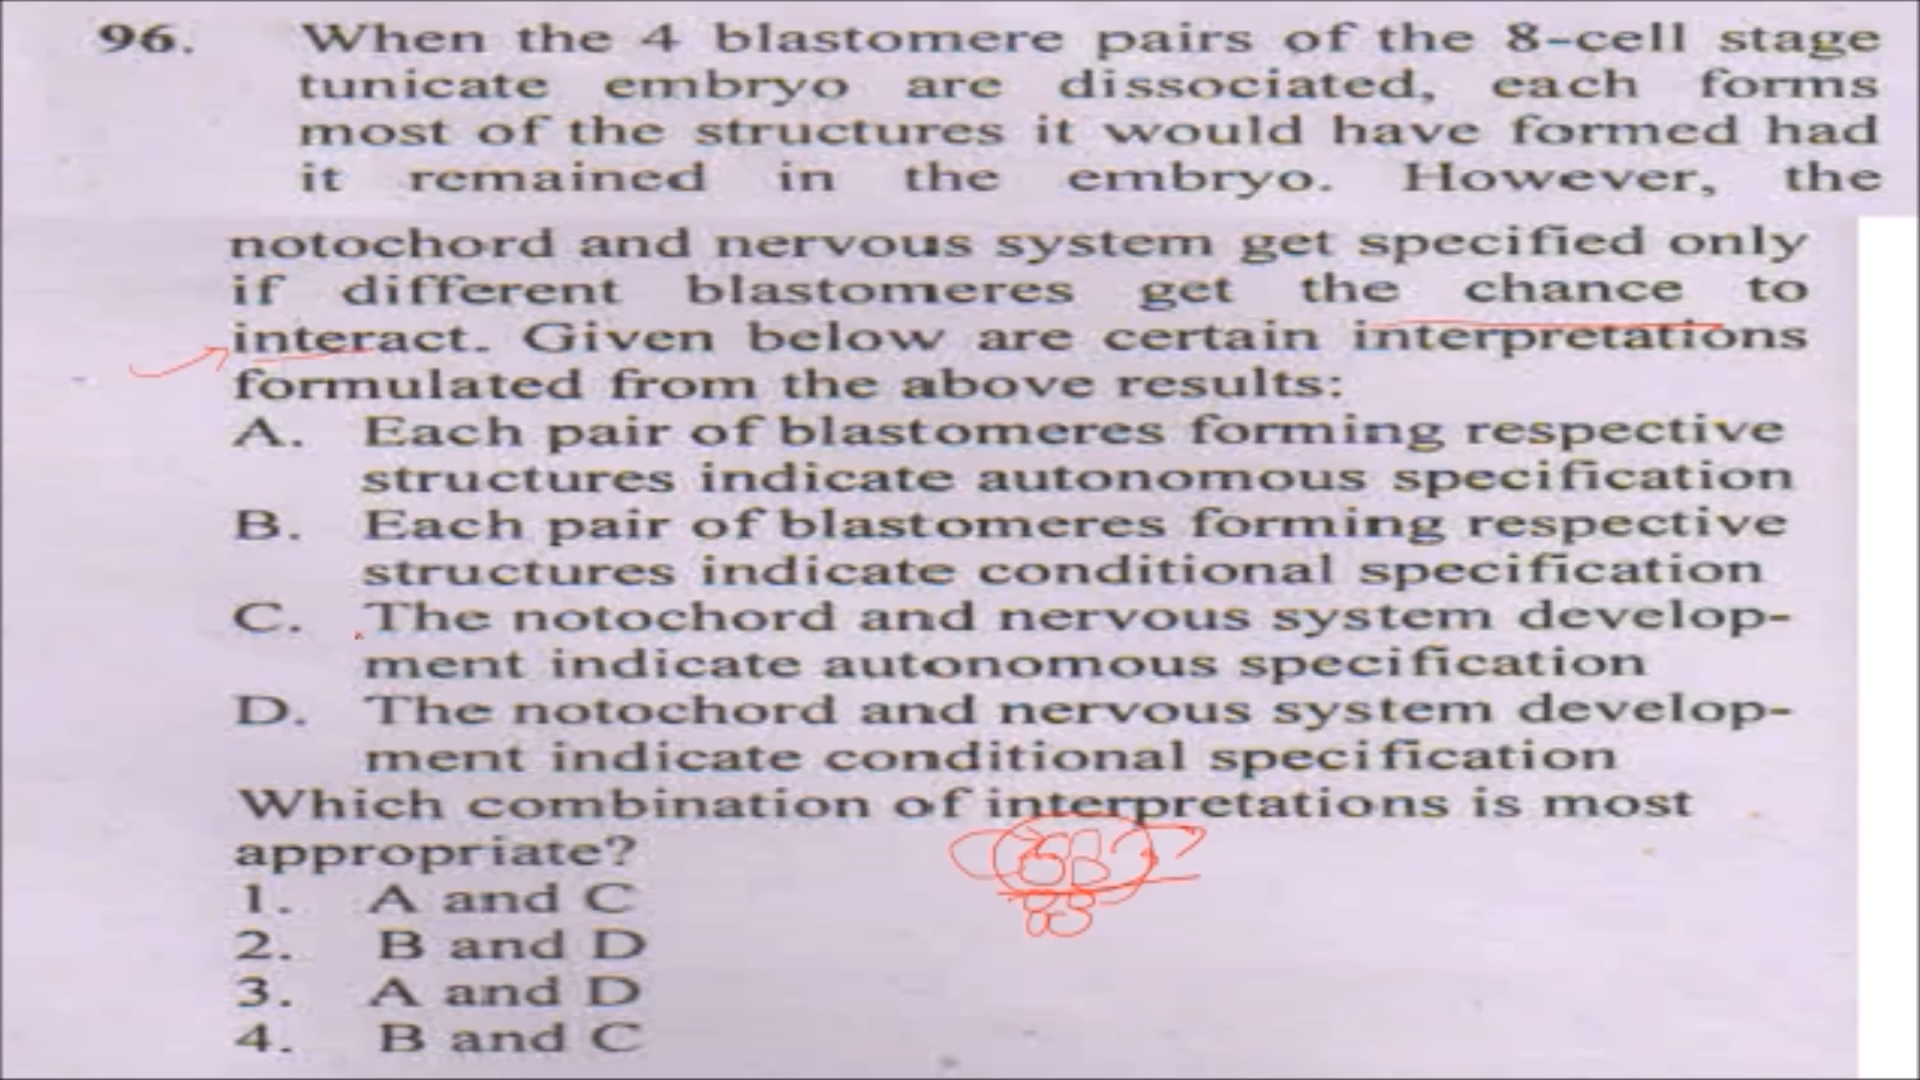 96. When the 4 blastomere pairs of the 8-cell stage
tunicate embryo are dissociated, each forms
most of the structures it would have formed had
it remained in the embryo. However, the
notochord and nervous system get specified only
if different blastomeres get the chance to
interact. Given below are certain interpretations
formulated from the above results:
A. Each pair of blastomeres forming respective
structures indicate autonomous specification
B. Each pair of blastomeres forming respective
structures indicate conditional specification
C. The notochord and nervous system develop-
ment indicate autonomous specification
D. The notochord and nervous system develop-
ment indicate conditional specification
Which combination of interpretations is most
appropriate?
1. A and C
2. B and D
3. A and D
4. B and C